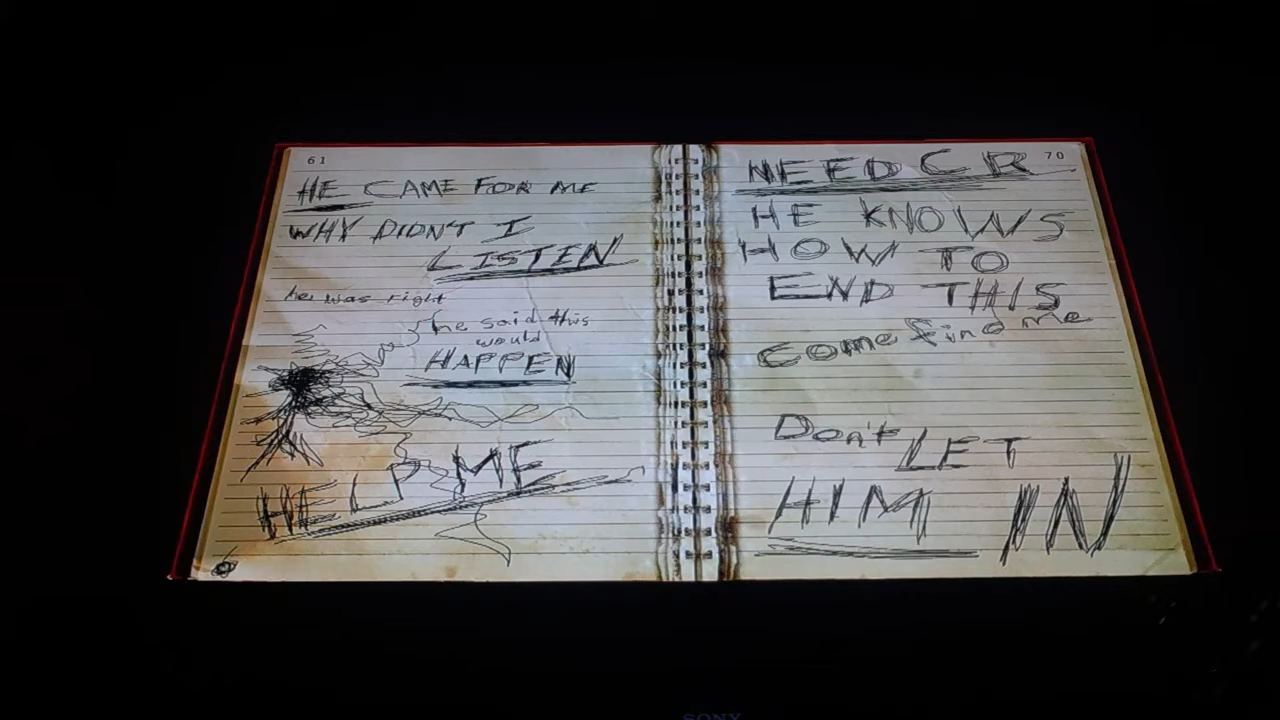 61
HE CAME FOR ME
WHY DIDN'T I
LISTEN
he was right
he said this
would
HAPPEN
HELP ME
70
NEED CR
HE KNOWS
HOW TO
END THIS
come find me
Don't LET
HIM IN
SONY